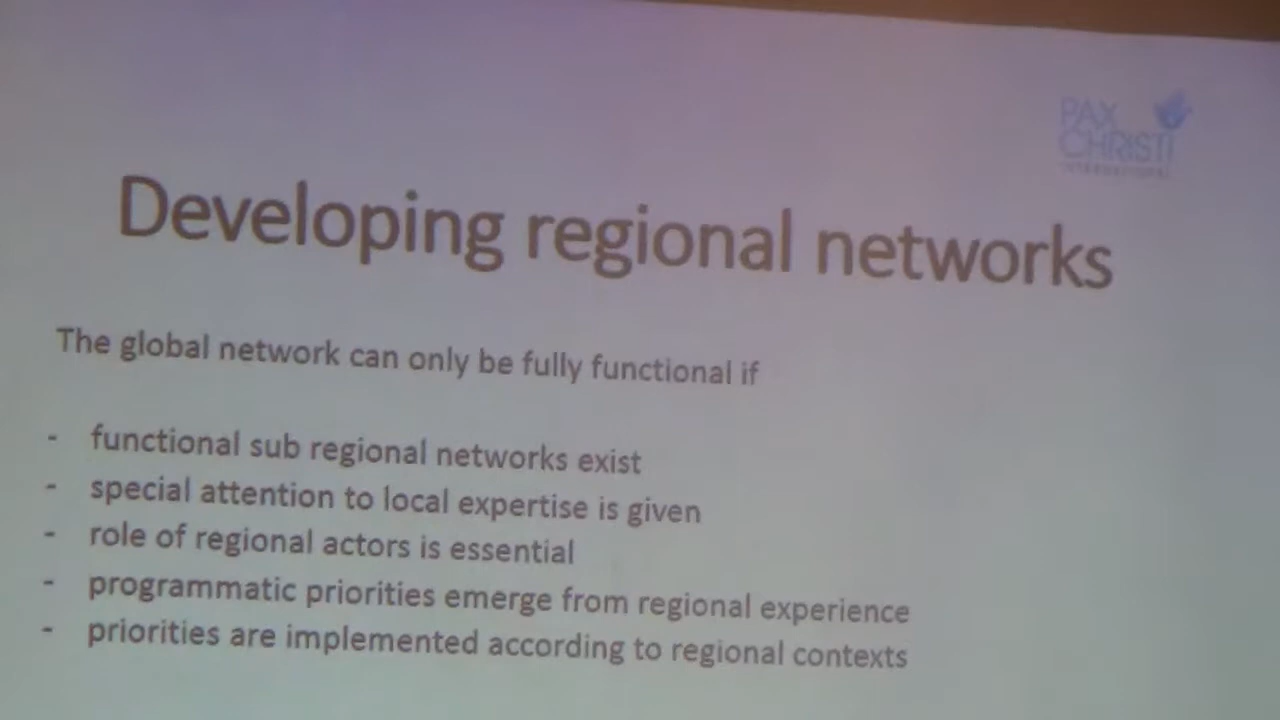 PAX
CHRISTI
INTERNATIONAL
Developing regional networks
The global network can only be fully functional if
- functional sub regional networks exist
- special attention to local expertise is given
- role of regional actors is essential
- programmatic priorities emerge from regional experience
- priorities are implemented according to regional contexts